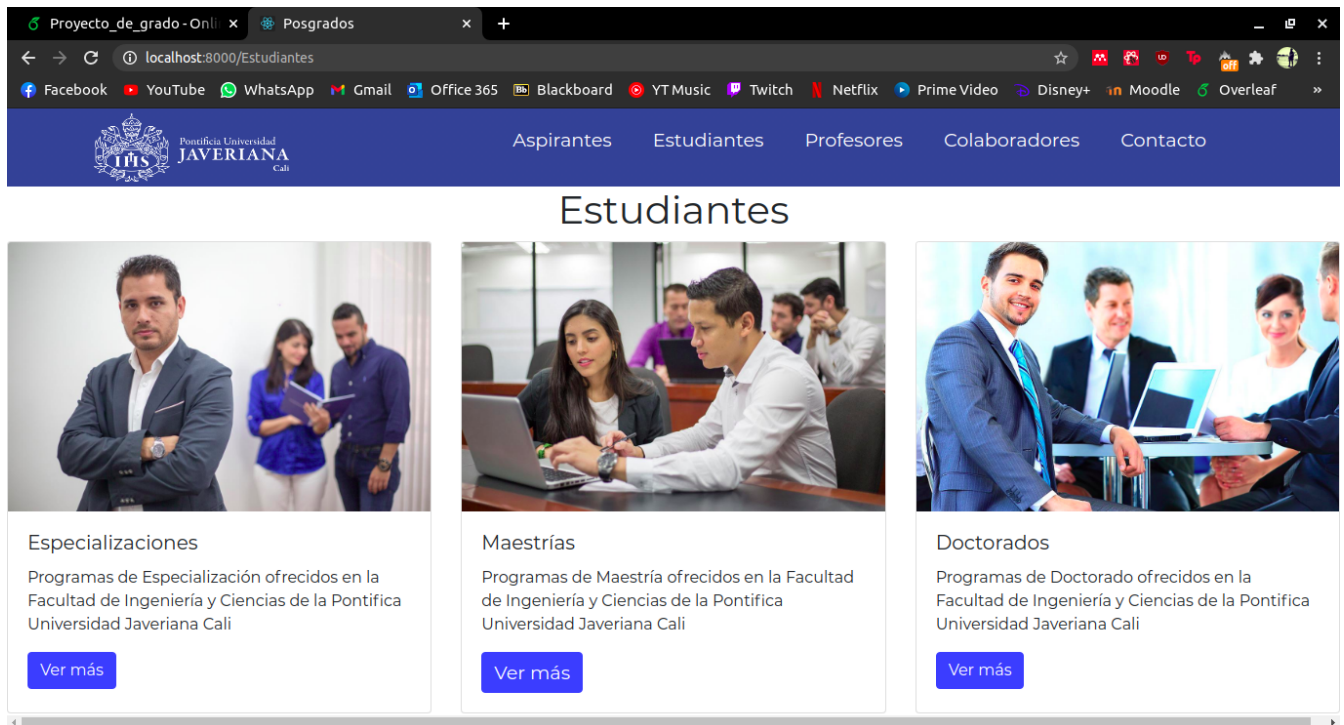 Proyecto_de_grado - Onli
Posgrados
localhost:8000/Estudiantes
off
Facebook YouTube WhatsApp Gmail Office 365 Blackboard YT Music Twitch Netflix Prime Video Disney+ Moodle Overleaf »
IHS
Pontificia Universidad
JAVERIANA
Cali
Aspirantes Estudiantes Profesores Colaboradores Contacto
Estudiantes
Especializaciones
Programas de Especialización ofrecidos en la
Facultad de Ingeniería y Ciencias de la Pontifica
Universidad Javeriana Cali
Ver más
Maestrías
Programas de Maestría ofrecidos en la Facultad
de Ingeniería y Ciencias de la Pontifica
Universidad Javeriana Cali
Ver más
Doctorados
Programas de Doctorado ofrecidos en la
Facultad de Ingeniería y Ciencias de la Pontifica
Universidad Javeriana Cali
Ver más